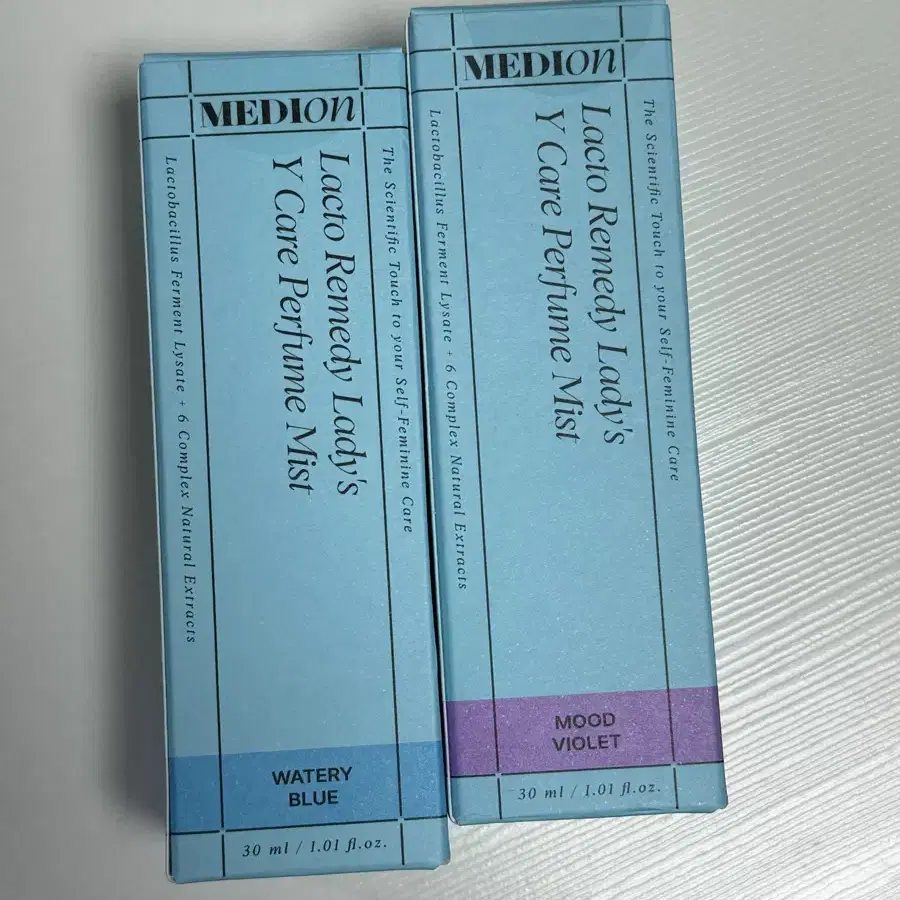 MEDIon
The Scientific Touch to your Self-Feminine Care
Lacto Remedy Lady's
Y Care Perfume Mist
Lactobacillus Ferment Lysate + 6 Complex Natural Extracts
WATERY
BLUE
30 ml / 1.01 fl.oz.
MEDIon
The Scientific Touch to your Self-Feminine Care
Lacto Remedy Lady's
Y Care Perfume Mist
Lactobacillus Ferment Lysate + 6 Complex Natural Extracts
MOOD
VIOLET
30 ml / 1.01 fl.oz.